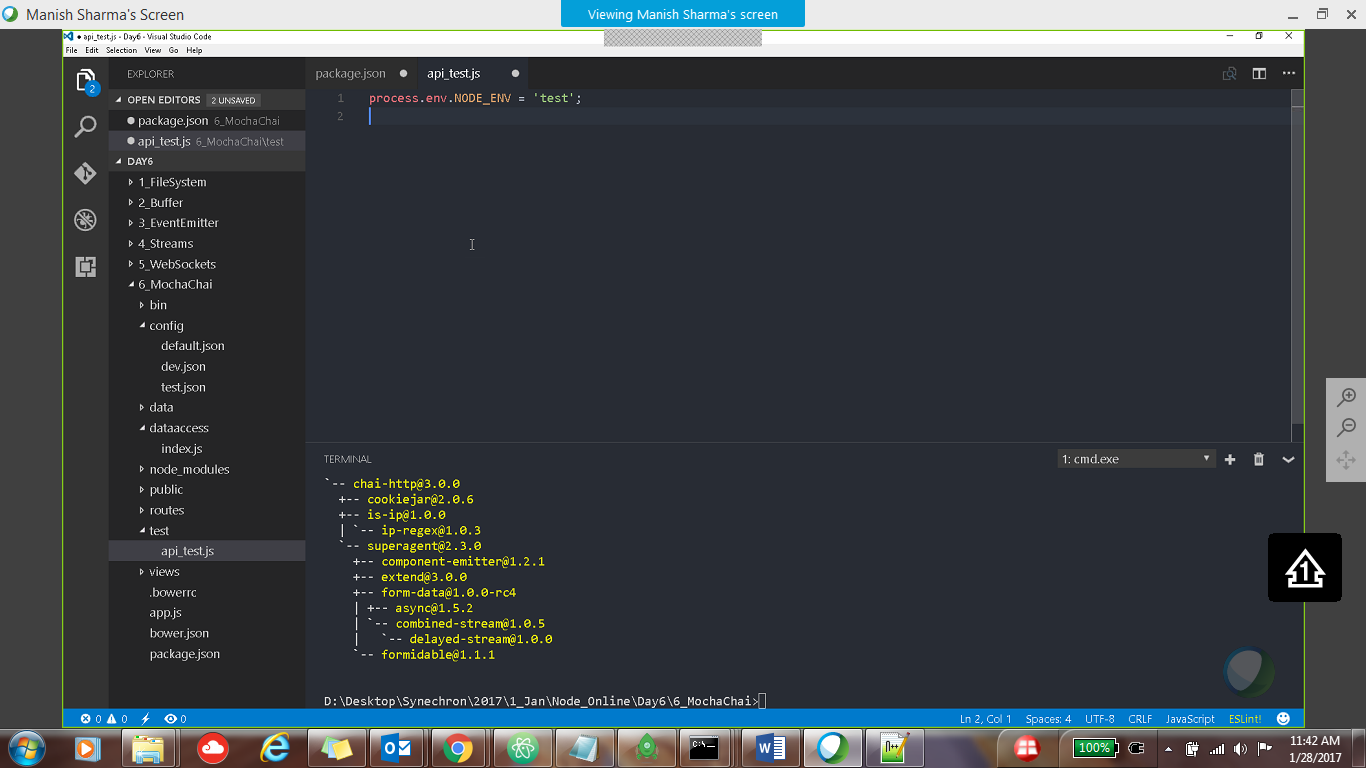 Manish Sharma's Screen
Viewing Manish Sharma's screen
● api_test.js - Day6 - Visual Studio Code
File Edit Selection View Go Help
EXPLORER
package.json
api_test.js
2
OPEN EDITORS 2 UNSAVED
package.json 6_MochaChai
api_test.js 6_MochaChai\test
DAY6
1_FileSystem
2_Buffer
3_EventEmitter
4_Streams
5_WebSockets
6_MochaChai
bin
config
default.json
dev.json
test.json
data
dataaccess
index.js
node_modules
public
routes
test
api_test.js
views
.bowerrc
app.js
bower.json
package.json
1 process.env.NODE_ENV = 'test';
2
TERMINAL
1: cmd.exe
`-- chai-http@3.0.0
  +-- cookiejar@2.0.6
  +-- is-ip@1.0.0
  | `-- ip-regex@1.0.3
  `-- superagent@2.3.0
    +-- component-emitter@1.2.1
    +-- extend@3.0.0
    +-- form-data@1.0.0-rc4
    | +-- async@1.5.2
    | `-- combined-stream@1.0.5
    |   `-- delayed-stream@1.0.0
    `-- formidable@1.1.1
D:\Desktop\Synechron\2017\1_Jan\Node_Online\Day6\6_MochaChai>
1
0 0 0
Ln 2, Col 1 Spaces: 4 UTF-8 CRLF JavaScript ESLint!
C:\
100%
11:42 AM
1/28/2017